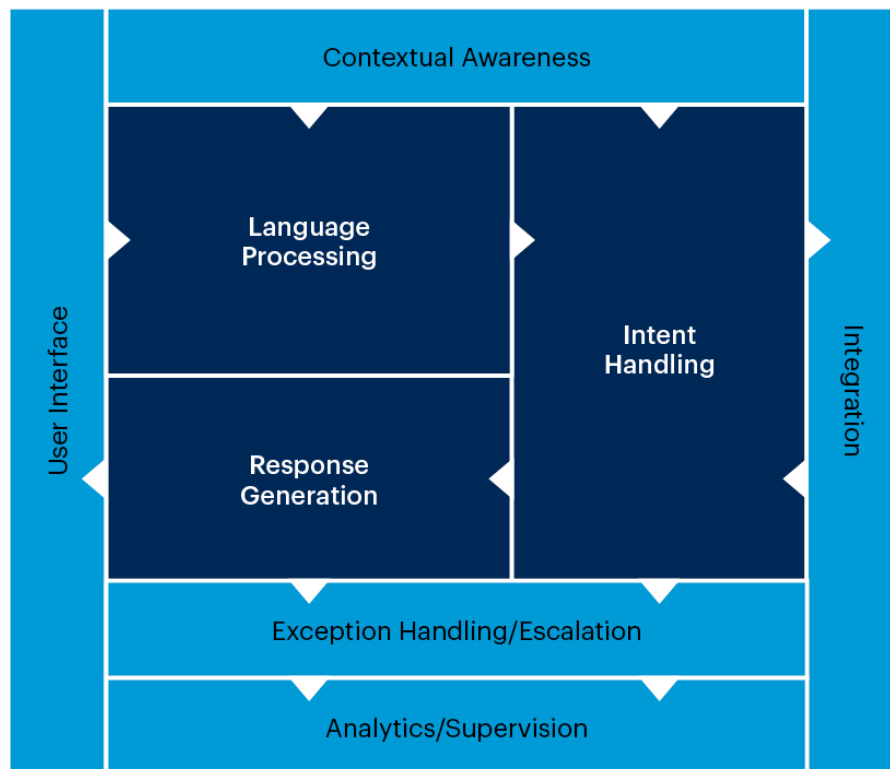 Contextual Awareness
Language
Processing
Intent
Handling
User Interface
Integration
Response
Generation
Exception Handling/Escalation
Analytics/Supervision